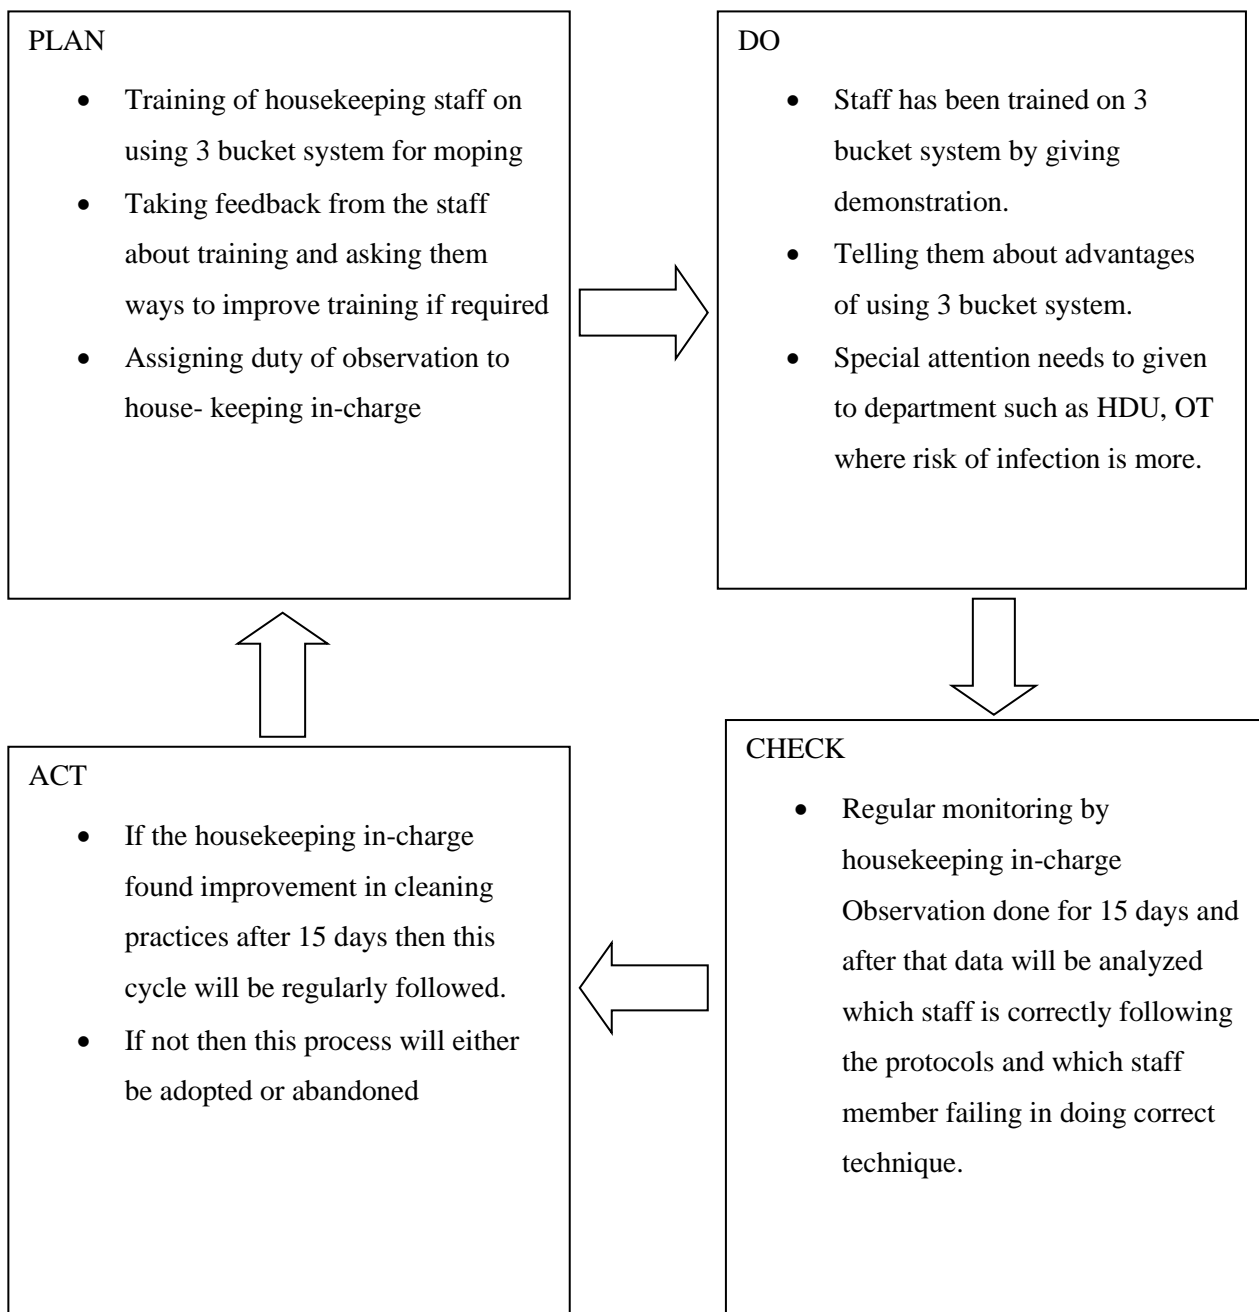 PLAN
• Training of housekeeping staff on
using 3 bucket system for moping
• Taking feedback from the staff
about training and asking them
ways to improve training if required
• Assigning duty of observation to
house- keeping in-charge
DO
• Staff has been trained on 3
bucket system by giving
demonstration.
• Telling them about advantages
of using 3 bucket system.
• Special attention needs to given
to department such as HDU, OT
where risk of infection is more.
CHECK
• Regular monitoring by
housekeeping in-charge
Observation done for 15 days and
after that data will be analyzed
which staff is correctly following
the protocols and which staff
member failing in doing correct
technique.
ACT
• If the housekeeping in-charge
found improvement in cleaning
practices after 15 days then this
cycle will be regularly followed.
• If not then this process will either
be adopted or abandoned